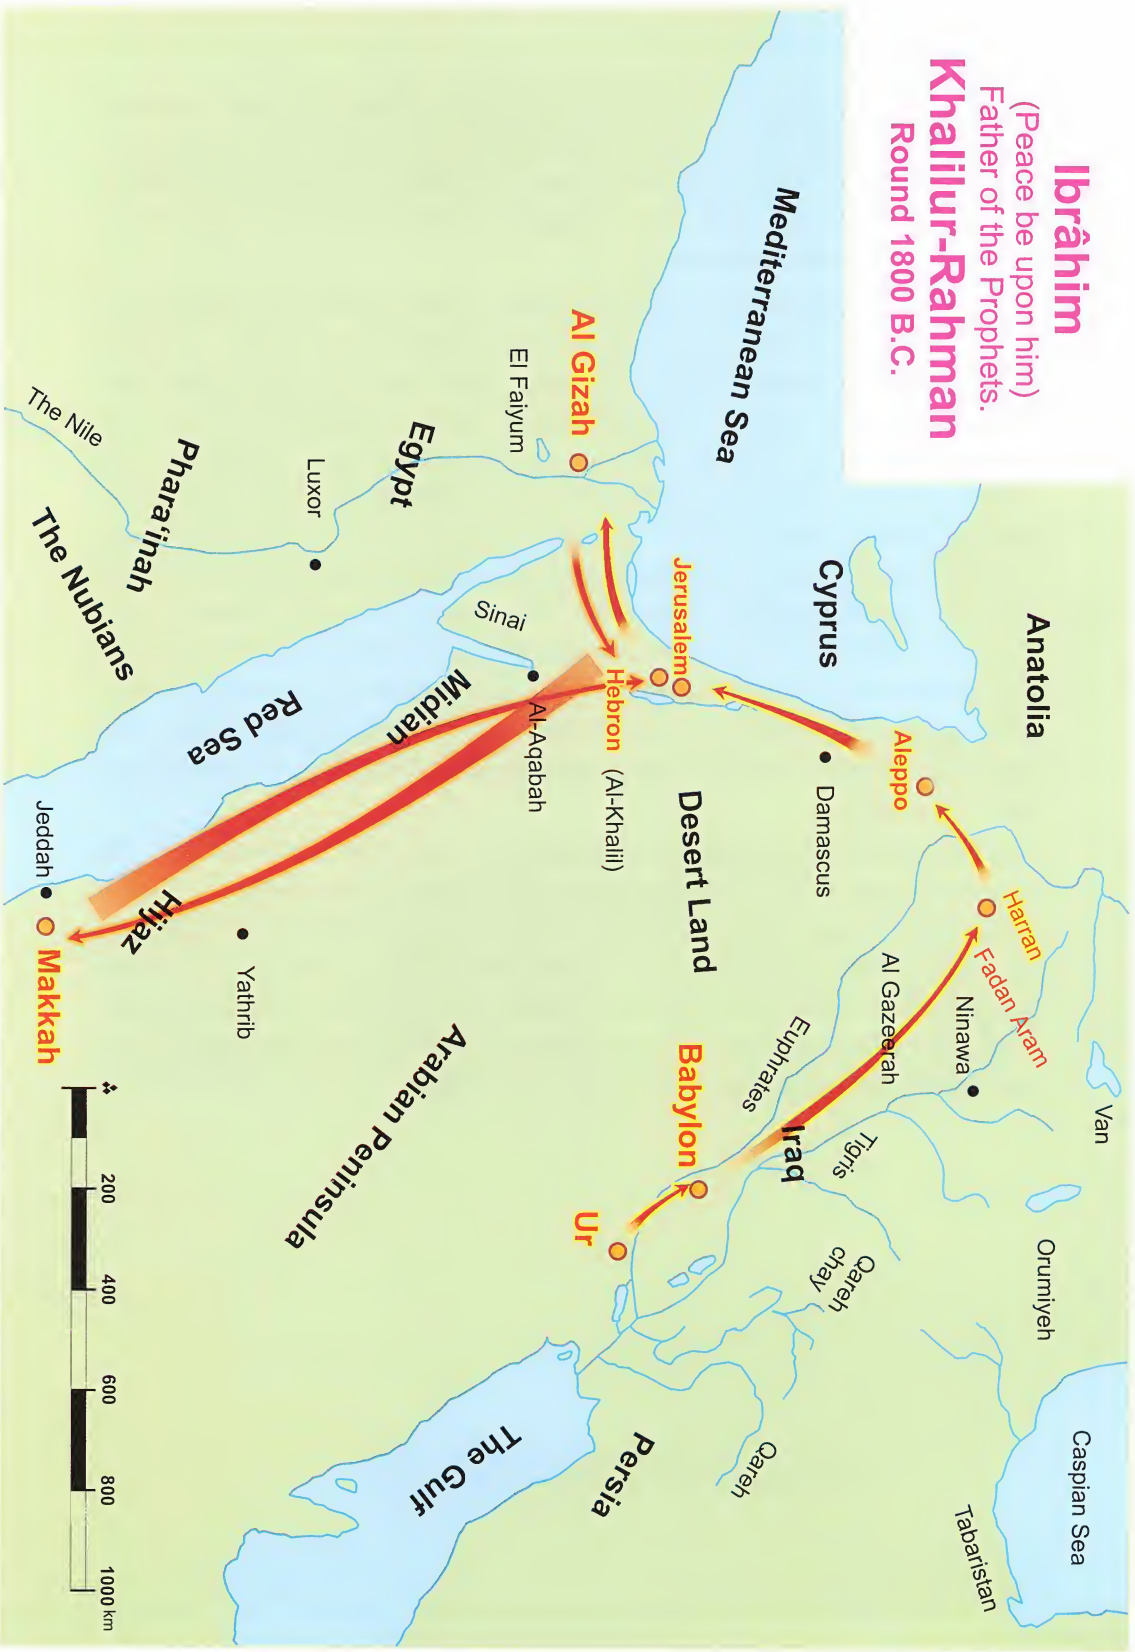 Ibrâhim
(Peace be upon him)
Father of the Prophets.
Khalilur-Rahman
Round 1800 B.C.
Anatolia
Van
Orumiyeh
Caspian Sea
Tabaristan
Harran
Fadan Aram
Ninawa
Aleppo
Al Gazeerah
Tigris
Qareh
chay
Cyprus
Damascus
Euphrates
Iraq
Mediterranean Sea
Desert Land
Babylon
Qareh
Jerusalem
Hebron
(Al-Khalil)
Ur
Persia
Al Gizah
El Faiyum
Sinai
Al-Aqabah
The Gulf
Egypt
Midian
Arabian Peninsula
Luxor
Red Sea
Yathrib
Phara'inah
Hijaz
The Nile
The Nubians
Jeddah
Makkah
200
400
600
800
1000 km